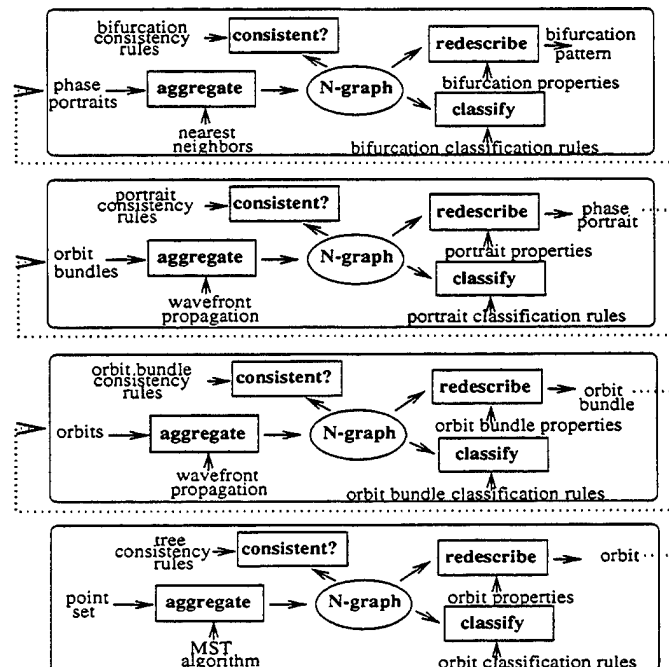 bifurcation
consistency
rules
consistent?
redescribe
bifurcation
pattern
phase
portraits
aggregate
N-graph
bifurcation properties
classify
nearest
neighbors
bifurcation classification rules
portrait
consistency
rules
consistent?
redescribe
phase
portrait
orbit
bundles
aggregate
N-graph
portrait properties
classify
wavefront
propagation
portrait classification rules
orbit bundle
consistency
rules
consistent?
redescribe
orbit
bundle
orbits
aggregate
N-graph
orbit bundle properties
classify
wavefront
propagation
orbit bundle classification rules
tree
consistency
rules
consistent?
redescribe
orbit
point
set
aggregate
N-graph
orbit properties
classify
MST
algorithm
orbit classification rules